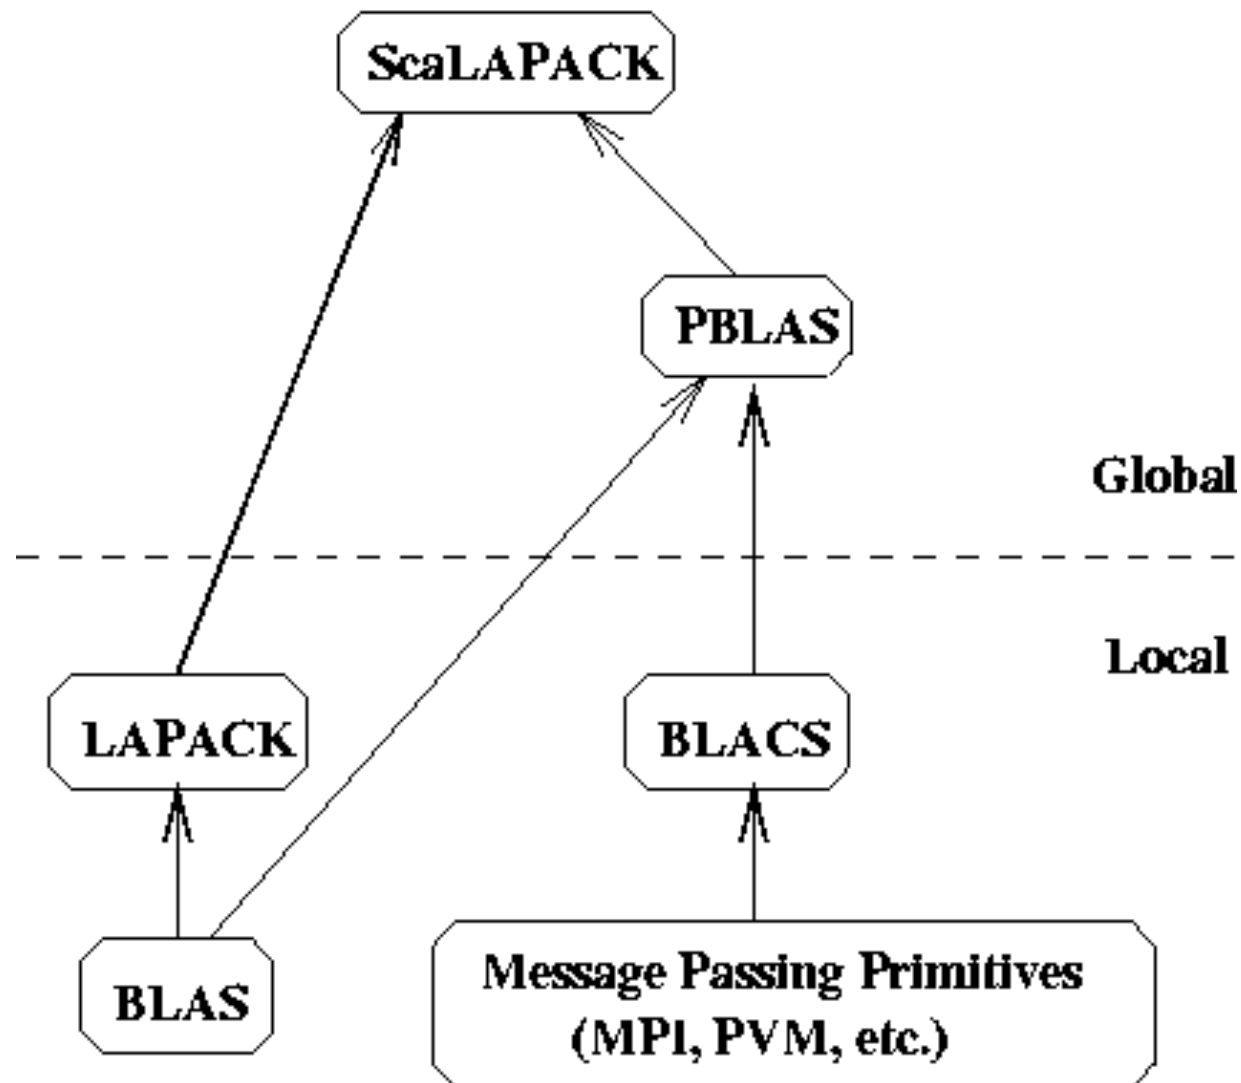 ScaLAPACK
PBLAS
Global
Local
LAPACK
BLACS
BLAS
Message Passing Primitives
(MPI, PVM, etc.)